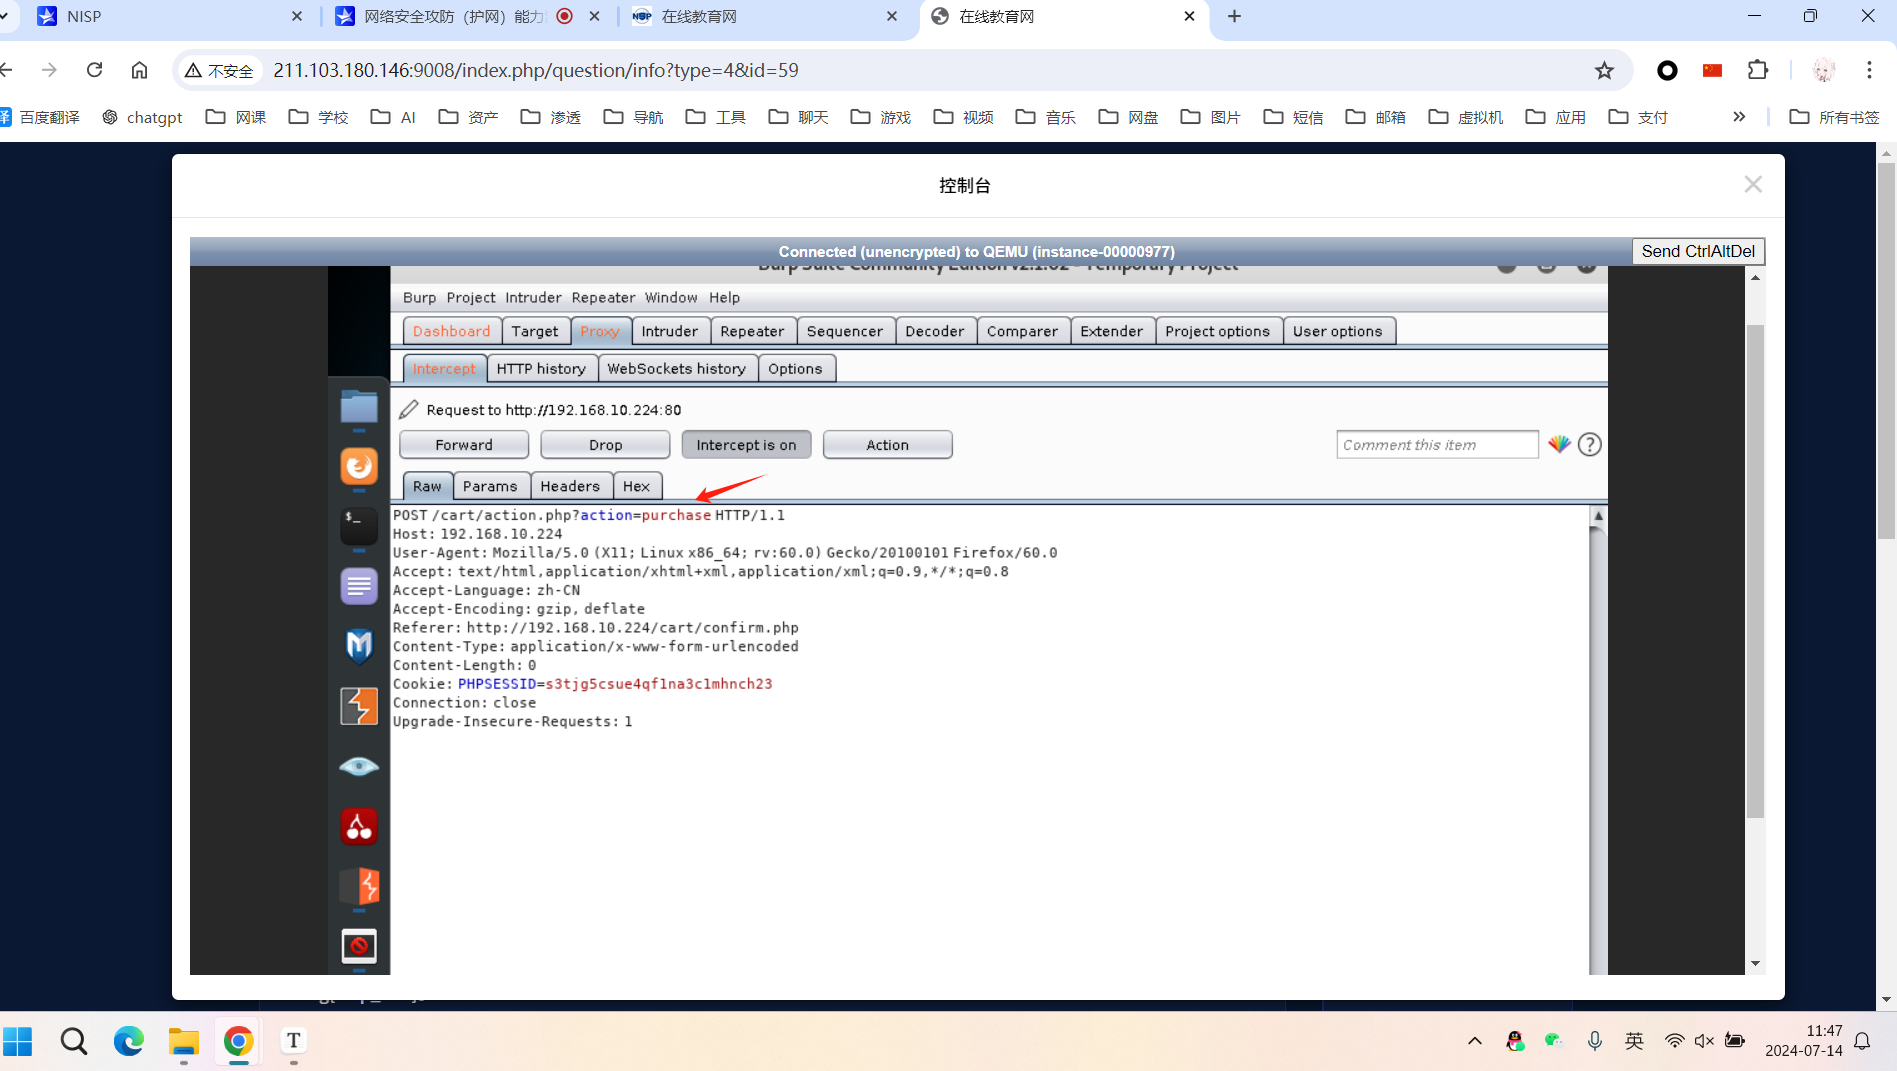 NISP
网络安全攻防（护网）能力
NSP 在线教育网
在线教育网
不安全 211.103.180.146:9008/index.php/question/info?type=4&id=59
译 百度翻译 chatgpt 网课 学校 AI 资产 渗透 导航 工具 聊天 游戏 视频 音乐 网盘 图片 短信 邮箱 虚拟机 应用 支付 » 所有书签
控制台
Connected (unencrypted) to QEMU (instance-00000977)
Send CtrlAltDel
Burp Suite Community Edition v2.1.02 - Temporary Project
Burp Project Intruder Repeater Window Help
Dashboard Target Proxy Intruder Repeater Sequencer Decoder Comparer Extender Project options User options
Intercept HTTP history WebSockets history Options
Request to http://192.168.10.224:80
Forward Drop Intercept is on Action Comment this item ?
Raw Params Headers Hex
POST /cart/action.php?action=purchase HTTP/1.1
Host: 192.168.10.224
User-Agent: Mozilla/5.0 (X11; Linux x86_64; rv:60.0) Gecko/20100101 Firefox/60.0
Accept: text/html,application/xhtml+xml,application/xml;q=0.9,*/*;q=0.8
Accept-Language: zh-CN
Accept-Encoding: gzip, deflate
Referer: http://192.168.10.224/cart/confirm.php
Content-Type: application/x-www-form-urlencoded
Content-Length: 0
Cookie: PHPSESSID=s3tjg5csue4qf1na3c1mhnch23
Connection: close
Upgrade-Insecure-Requests: 1
$_
T
英
11:47
2024-07-14